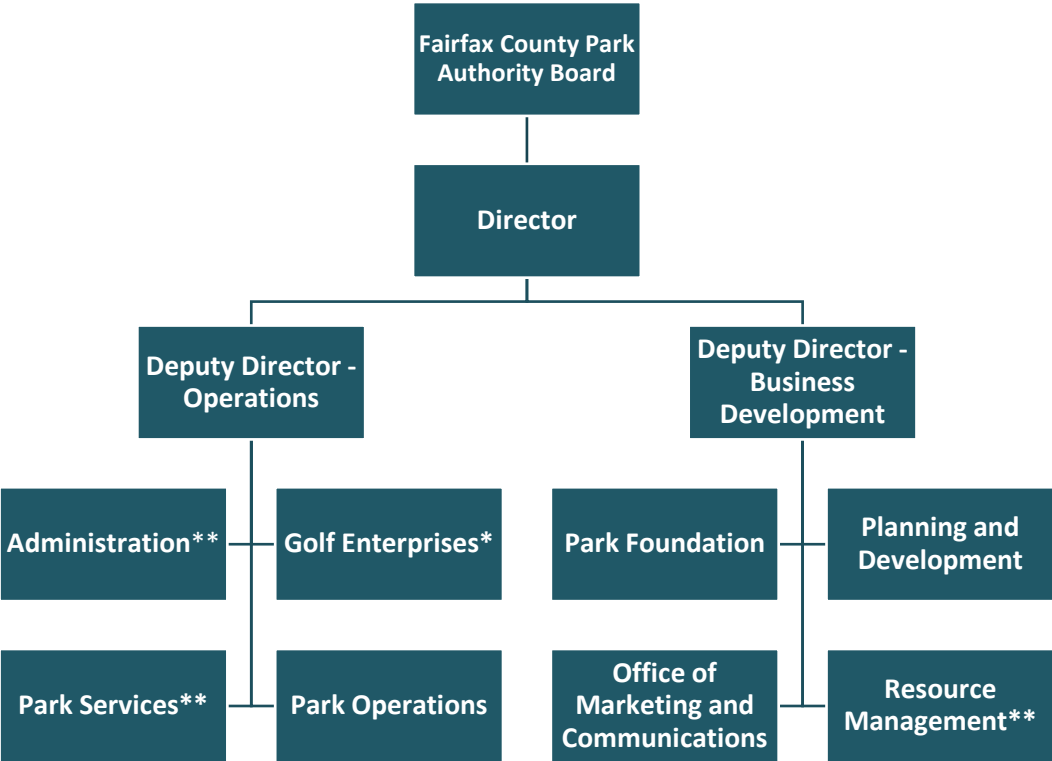 Fairfax County Park
Authority Board
Director
Deputy Director -
Operations
Deputy Director -
Business
Development
Administration**
Golf Enterprises*
Park Foundation
Planning and
Development
Park Services**
Park Operations
Office of
Marketing and
Communications
Resource
Management**